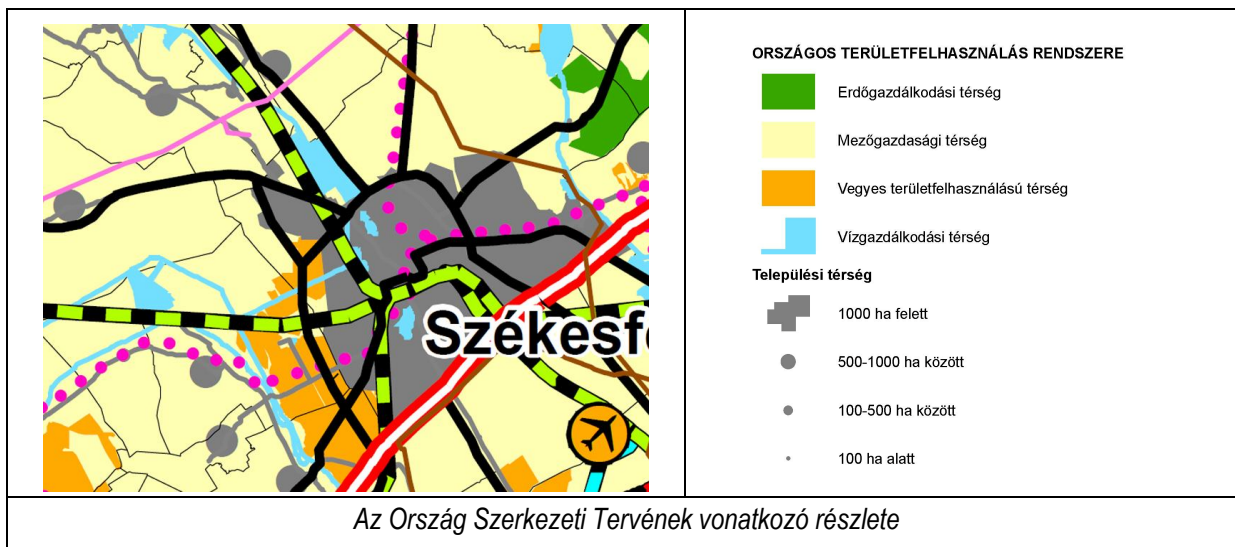 Székesf
ORSZÁGOS TERÜLETFELHASZNÁLÁS RENDSZERE
Erdőgazdálkodási térség
Mezőgazdasági térség
Vegyes területfelhasználású térség
Vízgazdálkodási térség
Települési térség
1000 ha felett
500-1000 ha között
100-500 ha között
100 ha alatt
Az Ország Szerkezeti Tervének vonatkozó részlete